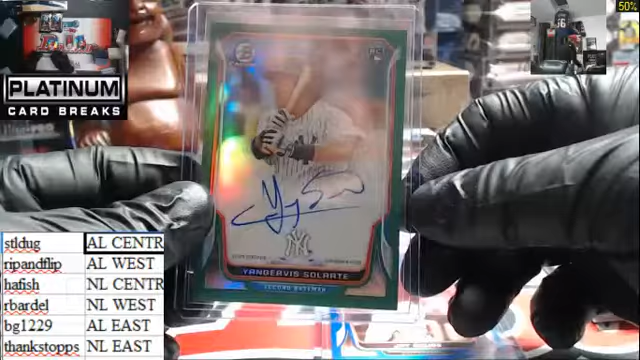 50%
PLATINUM
CARD BREAKS
YANGERVIS SOLARTE
SECOND BASEMAN
stldug AL CENTR
ripandflip AL WEST
hafish NL CENTR
rbardel NL WEST
bg1229 AL EAST
thankstopps NL EAST